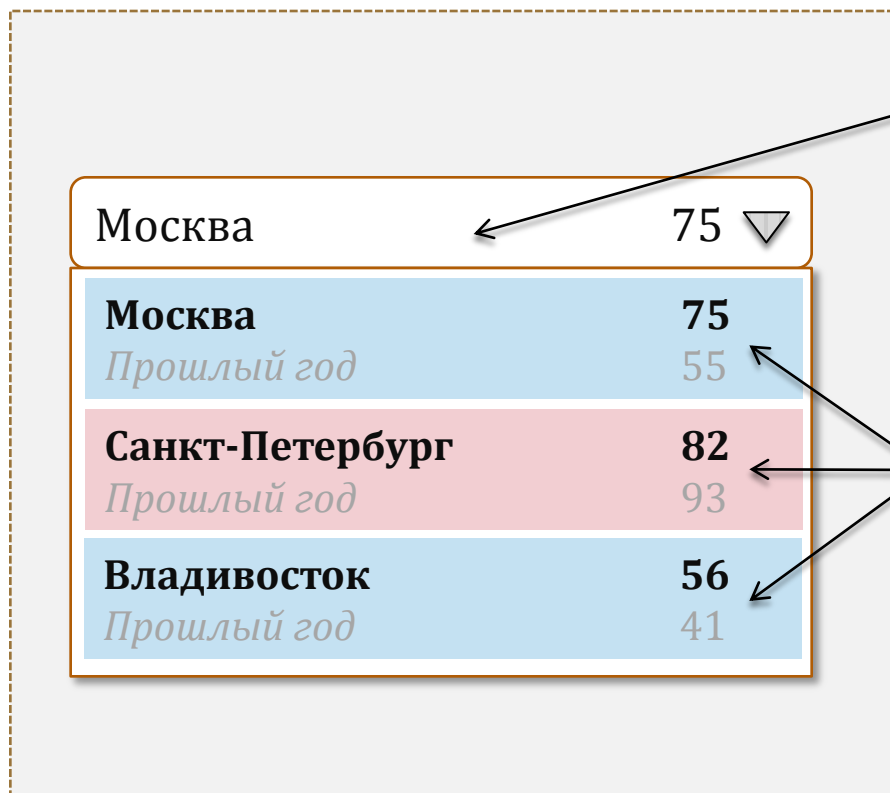 Москва 75
Москва 75
Прошлый год 55
Санкт-Петербург 82
Прошлый год 93
Владивосток 56
Прошлый год 41